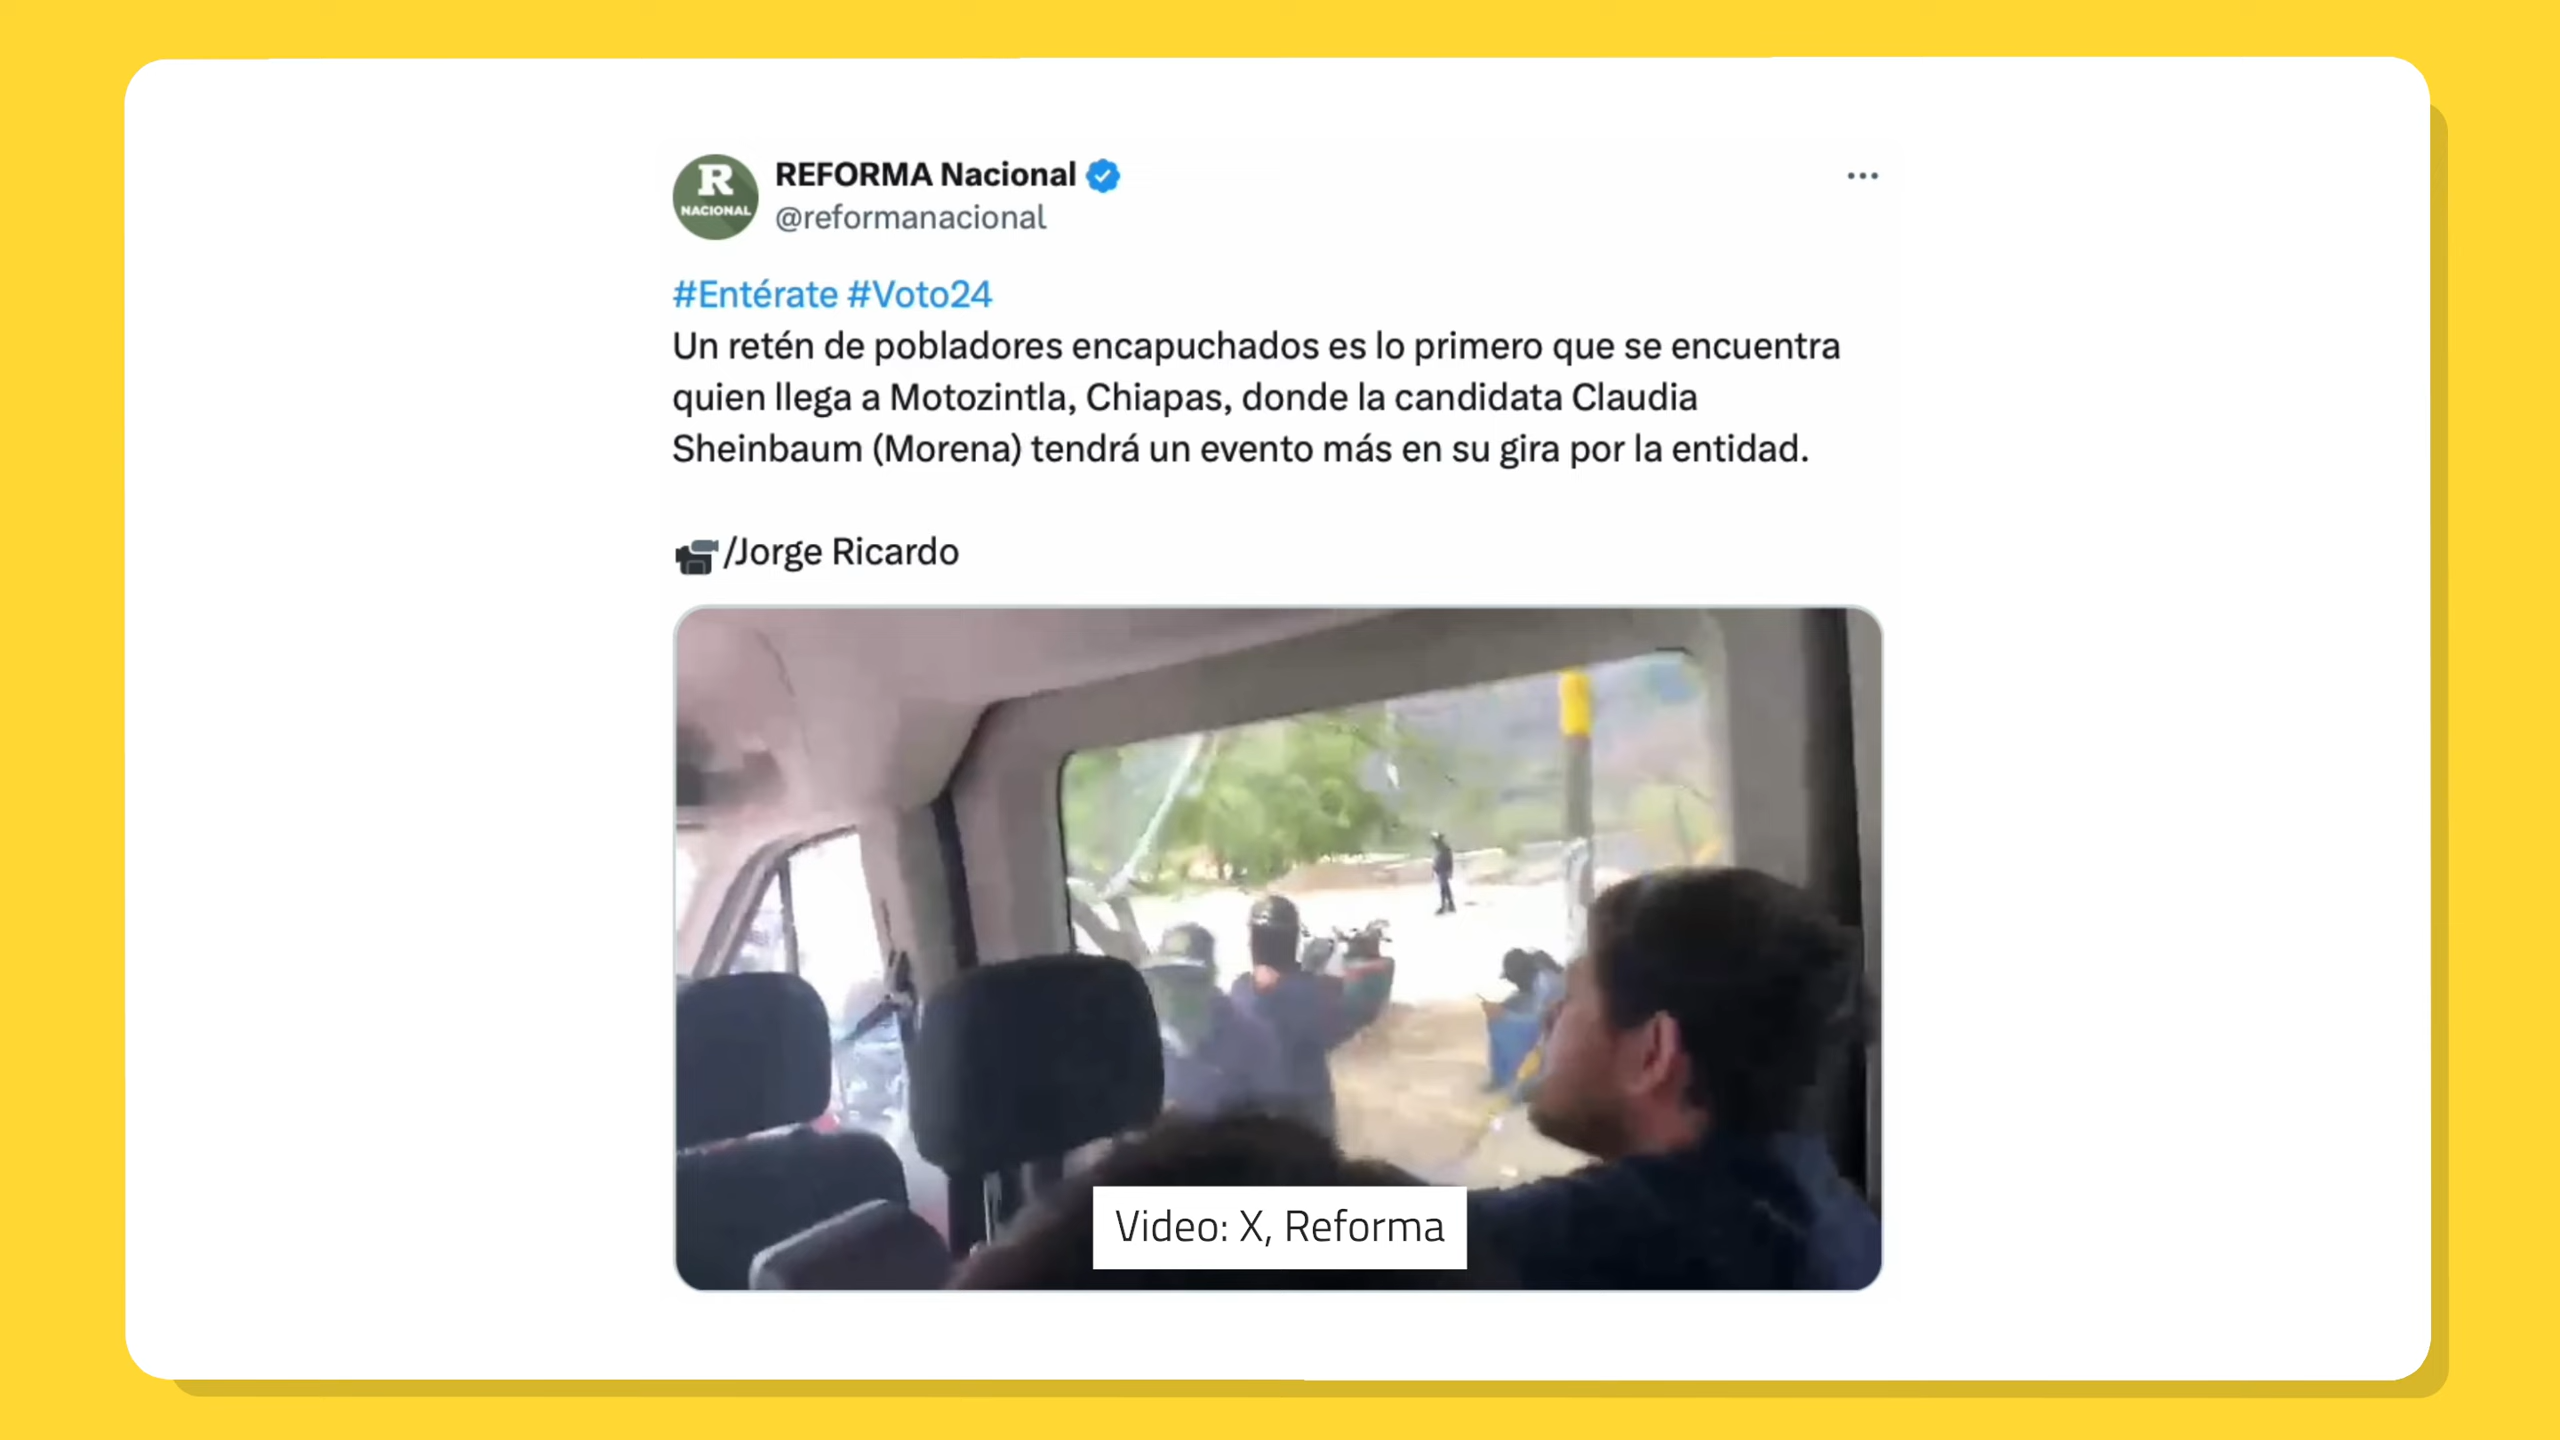 R
NACIONAL
REFORMA Nacional
@reformanacional
#Entérate #Voto24
Un retén de pobladores encapuchados es lo primero que se encuentra
quien llega a Motozintla, Chiapas, donde la candidata Claudia
Sheinbaum (Morena) tendrá un evento más en su gira por la entidad.
/Jorge Ricardo
Video: X, Reforma